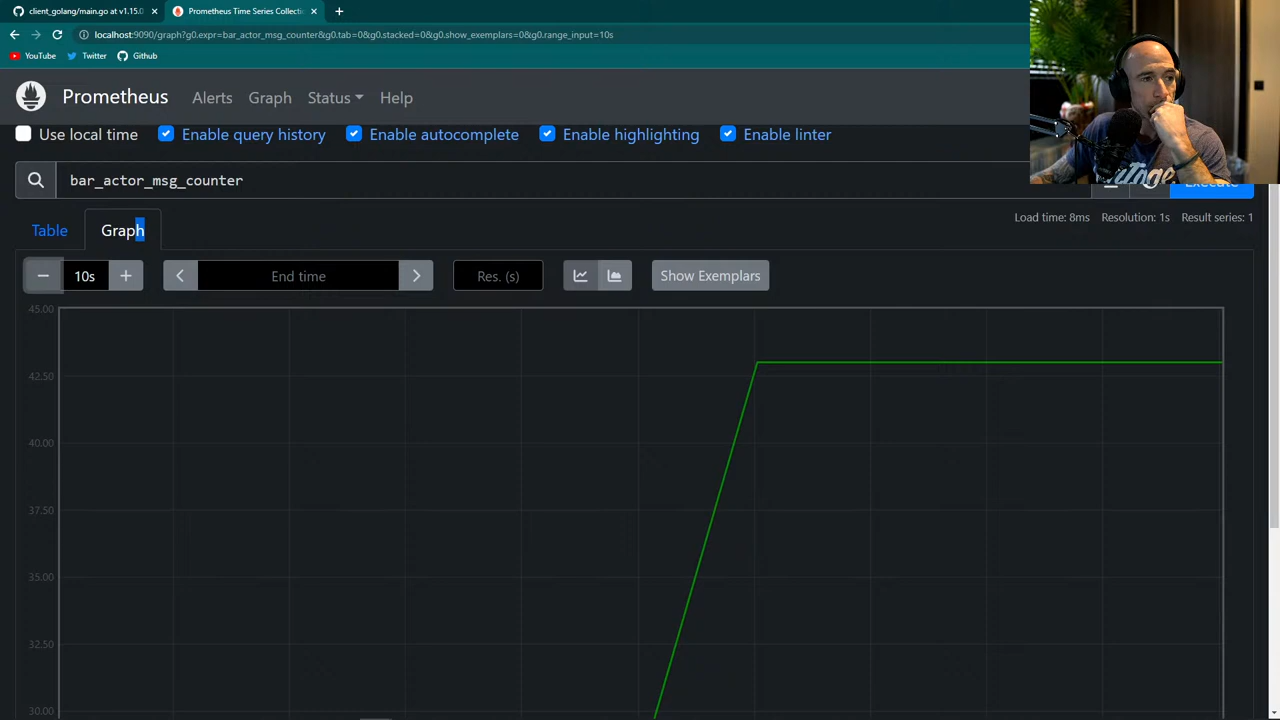 client_golang/main.go at v1.15.0
Prometheus Time Series Collecti
localhost:9090/graph?g0.expr=bar_actor_msg_counter&g0.tab=0&g0.stacked=0&g0.show_exemplars=0&g0.range_input=10s
YouTube Twitter Github
Prometheus Alerts Graph Status Help
Use local time Enable query history Enable autocomplete Enable highlighting Enable linter
bar_actor_msg_counter Execute
Table Graph
Load time: 8ms Resolution: 1s Result series: 1
10s End time Res. (s) Show Exemplars
45.00
42.50
40.00
37.50
35.00
32.50
30.00